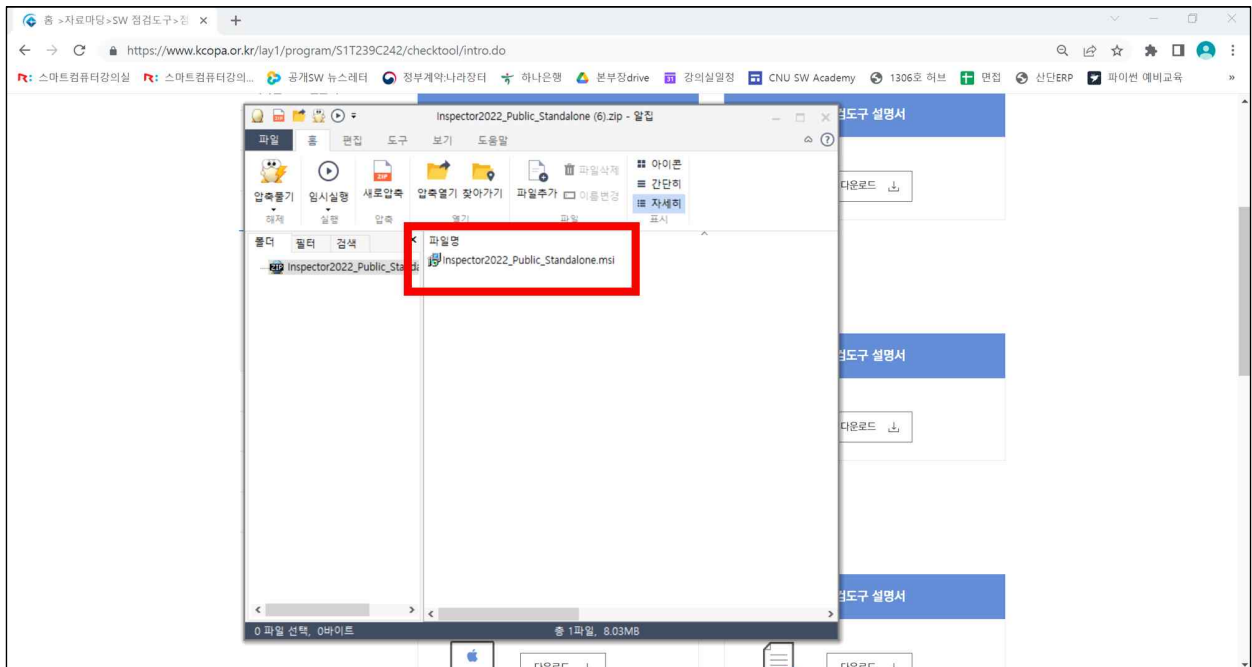 홈 >자료마당>SW 점검도구>점
https://www.kcopa.or.kr/lay1/program/S1T239C242/checktool/intro.do
스마트컴퓨터강의실 스마트컴퓨터강의... 공개SW 뉴스레터 정부계약:나라장터 하나은행 본부장drive 강의실일정 CNU SW Academy 1306호 허브 면접 산단ERP 파이썬 예비교육 »
Inspector2022_Public_Standalone (6).zip - 알집
파일 홈 편집 도구 보기 도움말
압축풀기 임시실행 새로압축 압축열기 찾아가기 파일추가 파일삭제 이름변경 아이콘 간단히 자세히
해제 실행 압축 열기 파일 표시
폴더 필터 검색
파일명
Inspector2022_Public_Standa
Inspector2022_Public_Standalone.msi
0 파일 선택, 0바이트
총 1파일, 8.03MB
검도구 설명서
다운로드
검도구 설명서
다운로드
검도구 설명서
다운로드
다운로드